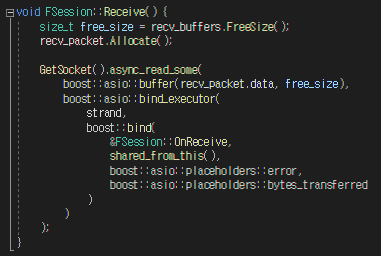 void FSession::Receive() {
size_t free_size = recv_buffers.FreeSize();
recv_packet.Allocate();
GetSocket().async_read_some(
boost::asio::buffer(recv_packet.data, free_size),
boost::asio::bind_executor(
strand,
boost::bind(
&FSession::OnReceive,
shared_from_this(),
boost::asio::placeholders::error,
boost::asio::placeholders::bytes_transferred
)
)
);
}